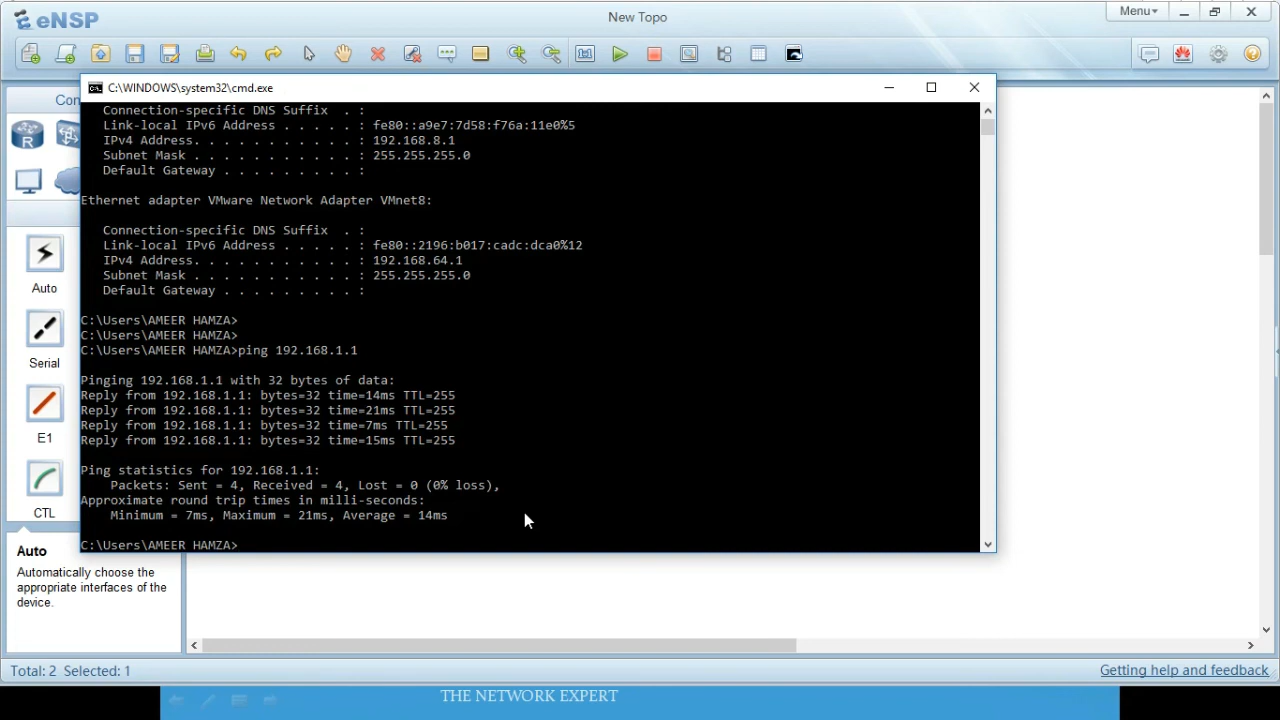 eNSP
New Topo
Menu
C:\WINDOWS\system32\cmd.exe
Con
R
Auto
Serial
E1
CTL
Auto
Automatically choose the
appropriate interfaces of the
device.
Connection-specific DNS Suffix  . :
Link-local IPv6 Address . . . . . : fe80::a9e7:7d58:f76a:11e0%5
IPv4 Address. . . . . . . . . . . : 192.168.8.1
Subnet Mask . . . . . . . . . . . : 255.255.255.0
Default Gateway . . . . . . . . . :
Ethernet adapter VMware Network Adapter VMnet8:
Connection-specific DNS Suffix  . :
Link-local IPv6 Address . . . . . : fe80::2196:b017:cadc:dca0%12
IPv4 Address. . . . . . . . . . . : 192.168.64.1
Subnet Mask . . . . . . . . . . . : 255.255.255.0
Default Gateway . . . . . . . . . :
C:\Users\AMEER HAMZA>
C:\Users\AMEER HAMZA>
C:\Users\AMEER HAMZA>ping 192.168.1.1
Pinging 192.168.1.1 with 32 bytes of data:
Reply from 192.168.1.1: bytes=32 time=14ms TTL=255
Reply from 192.168.1.1: bytes=32 time=21ms TTL=255
Reply from 192.168.1.1: bytes=32 time=7ms TTL=255
Reply from 192.168.1.1: bytes=32 time=15ms TTL=255
Ping statistics for 192.168.1.1:
Packets: Sent = 4, Received = 4, Lost = 0 (0% loss),
Approximate round trip times in milli-seconds:
Minimum = 7ms, Maximum = 21ms, Average = 14ms
C:\Users\AMEER HAMZA>
Total: 2 Selected: 1
Getting help and feedback
THE NETWORK EXPERT